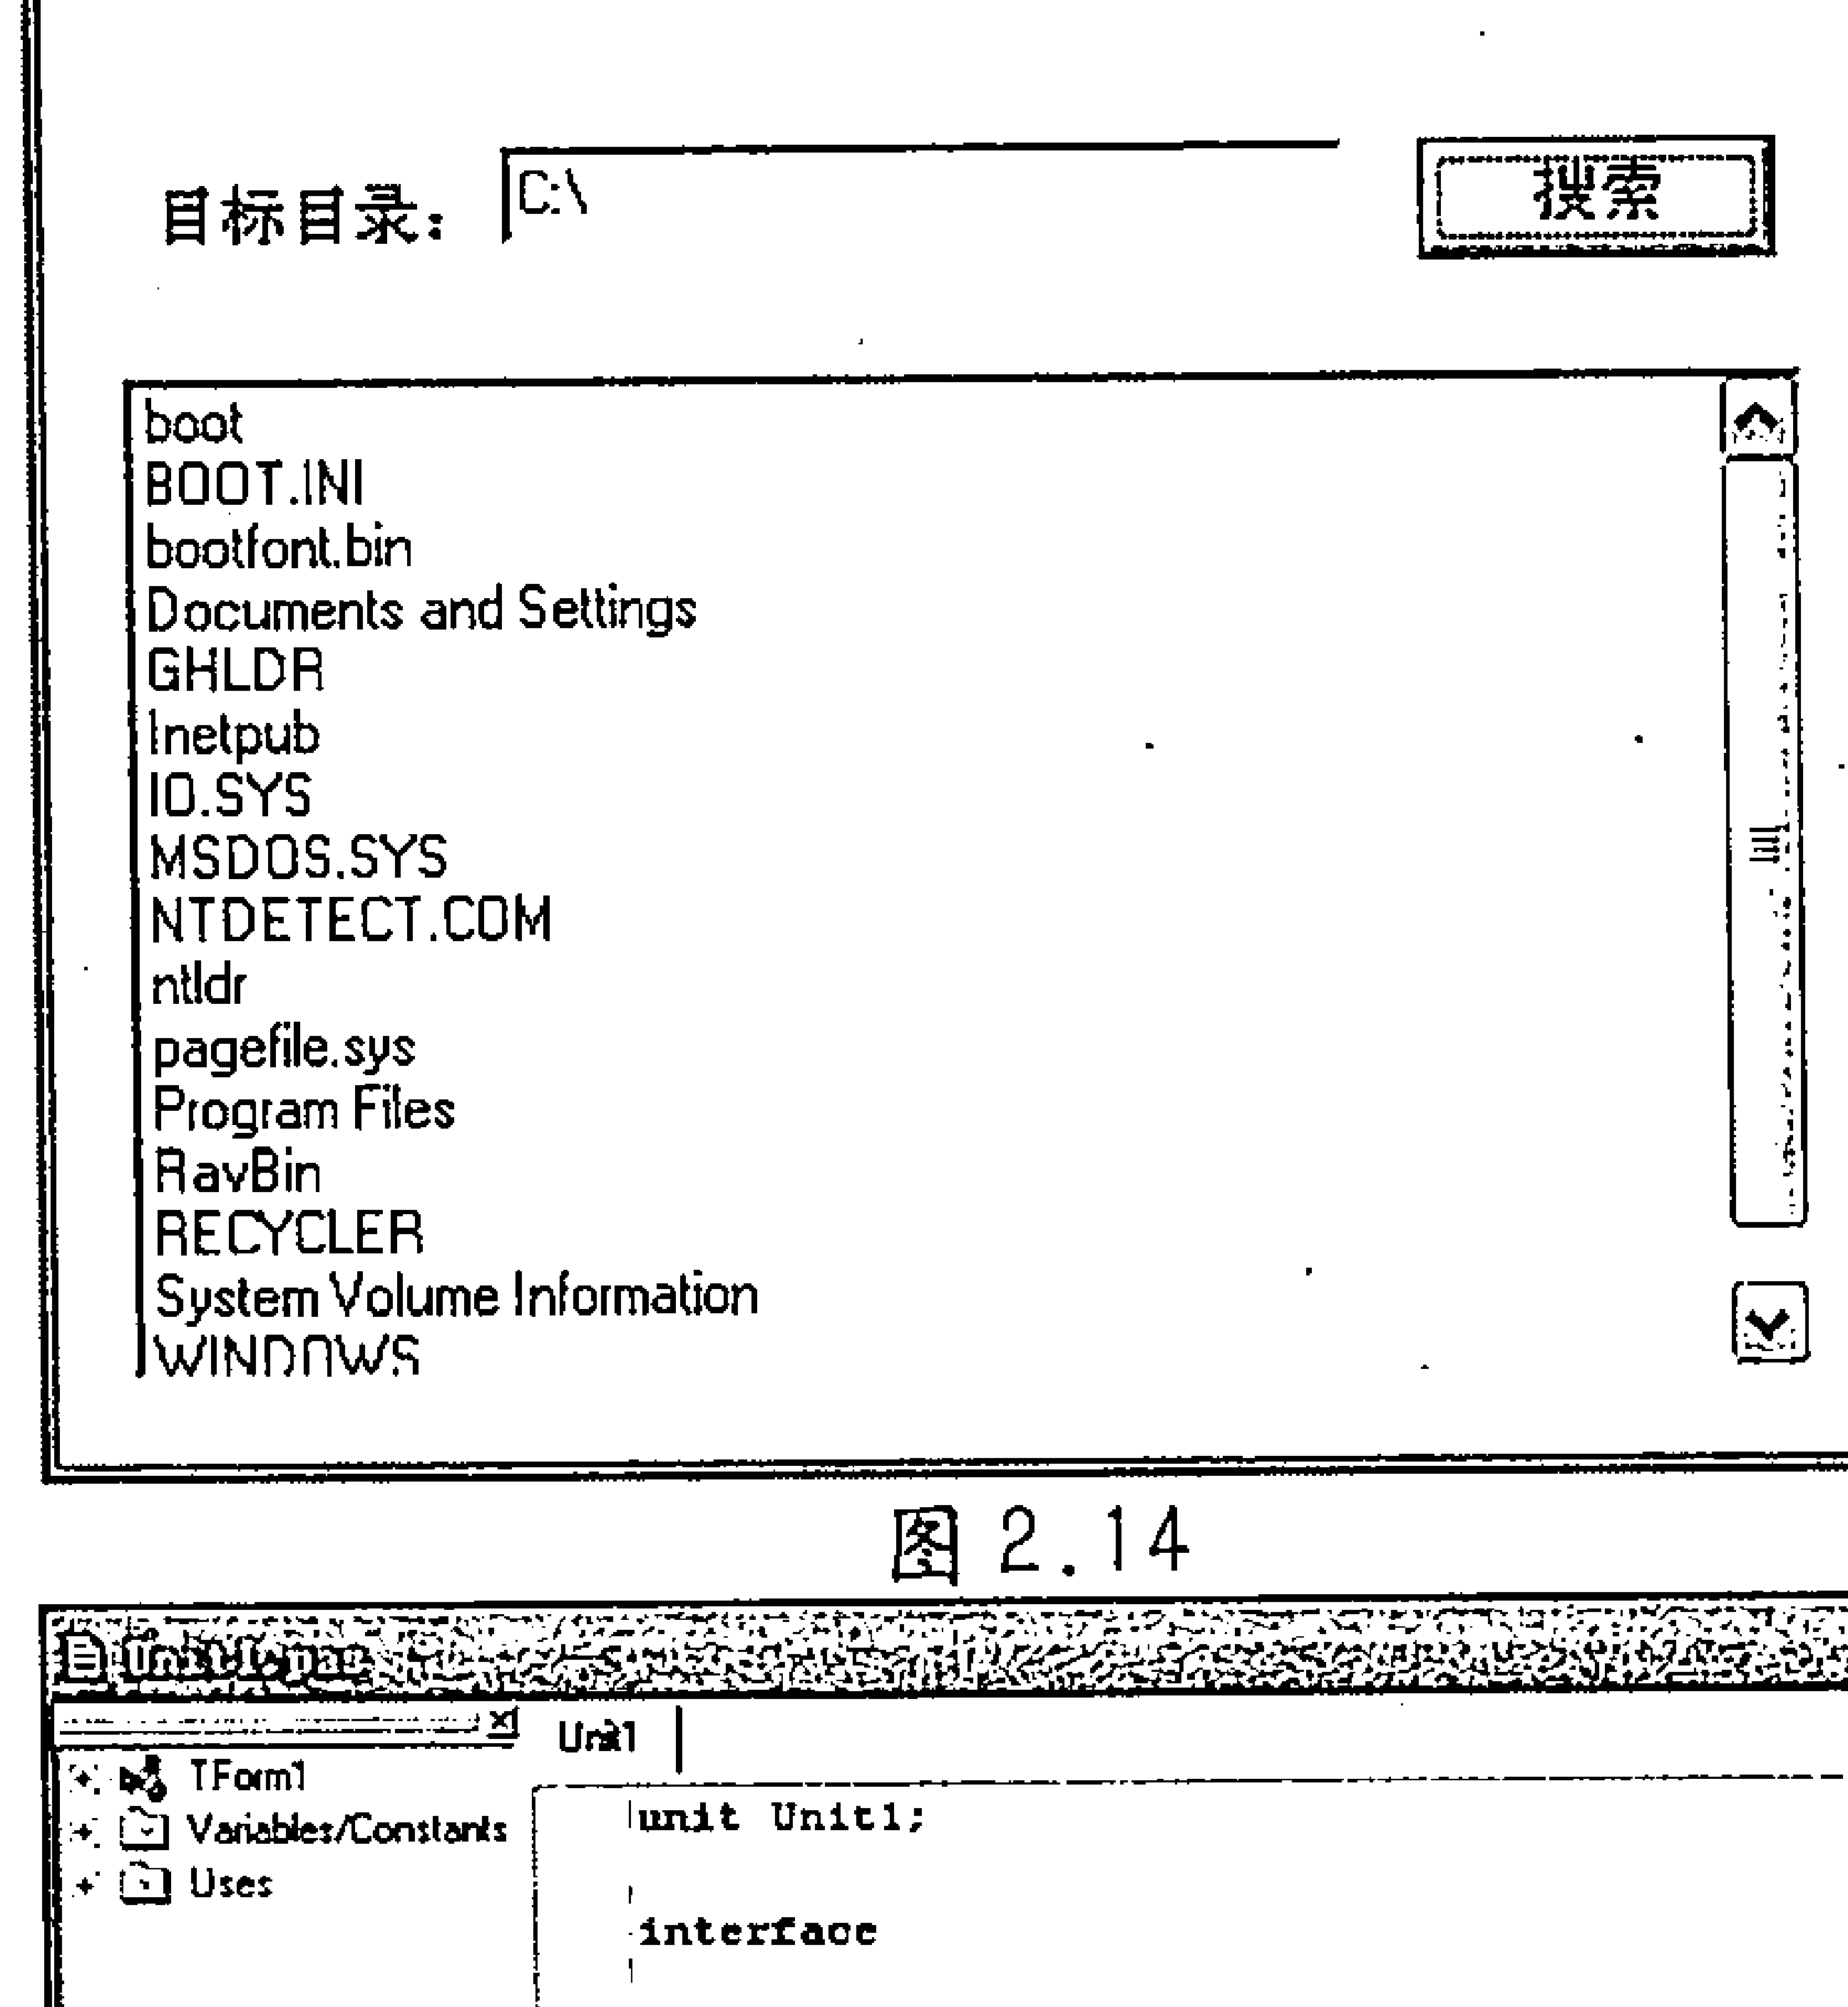 目标目录: C:\ 搜索
boot
BOOT.INI
bootfont.bin
Documents and Settings
GHLDR
Inetpub
IO.SYS
MSDOS.SYS
NTDETECT.COM
ntldr
pagefile.sys
Program Files
RavBin
RECYCLER
System Volume Information
WINDOWS
图 2.14
Unit1.pas
Unit1
TForm1
Variables/Constants
Uses
unit Unit1;
interface